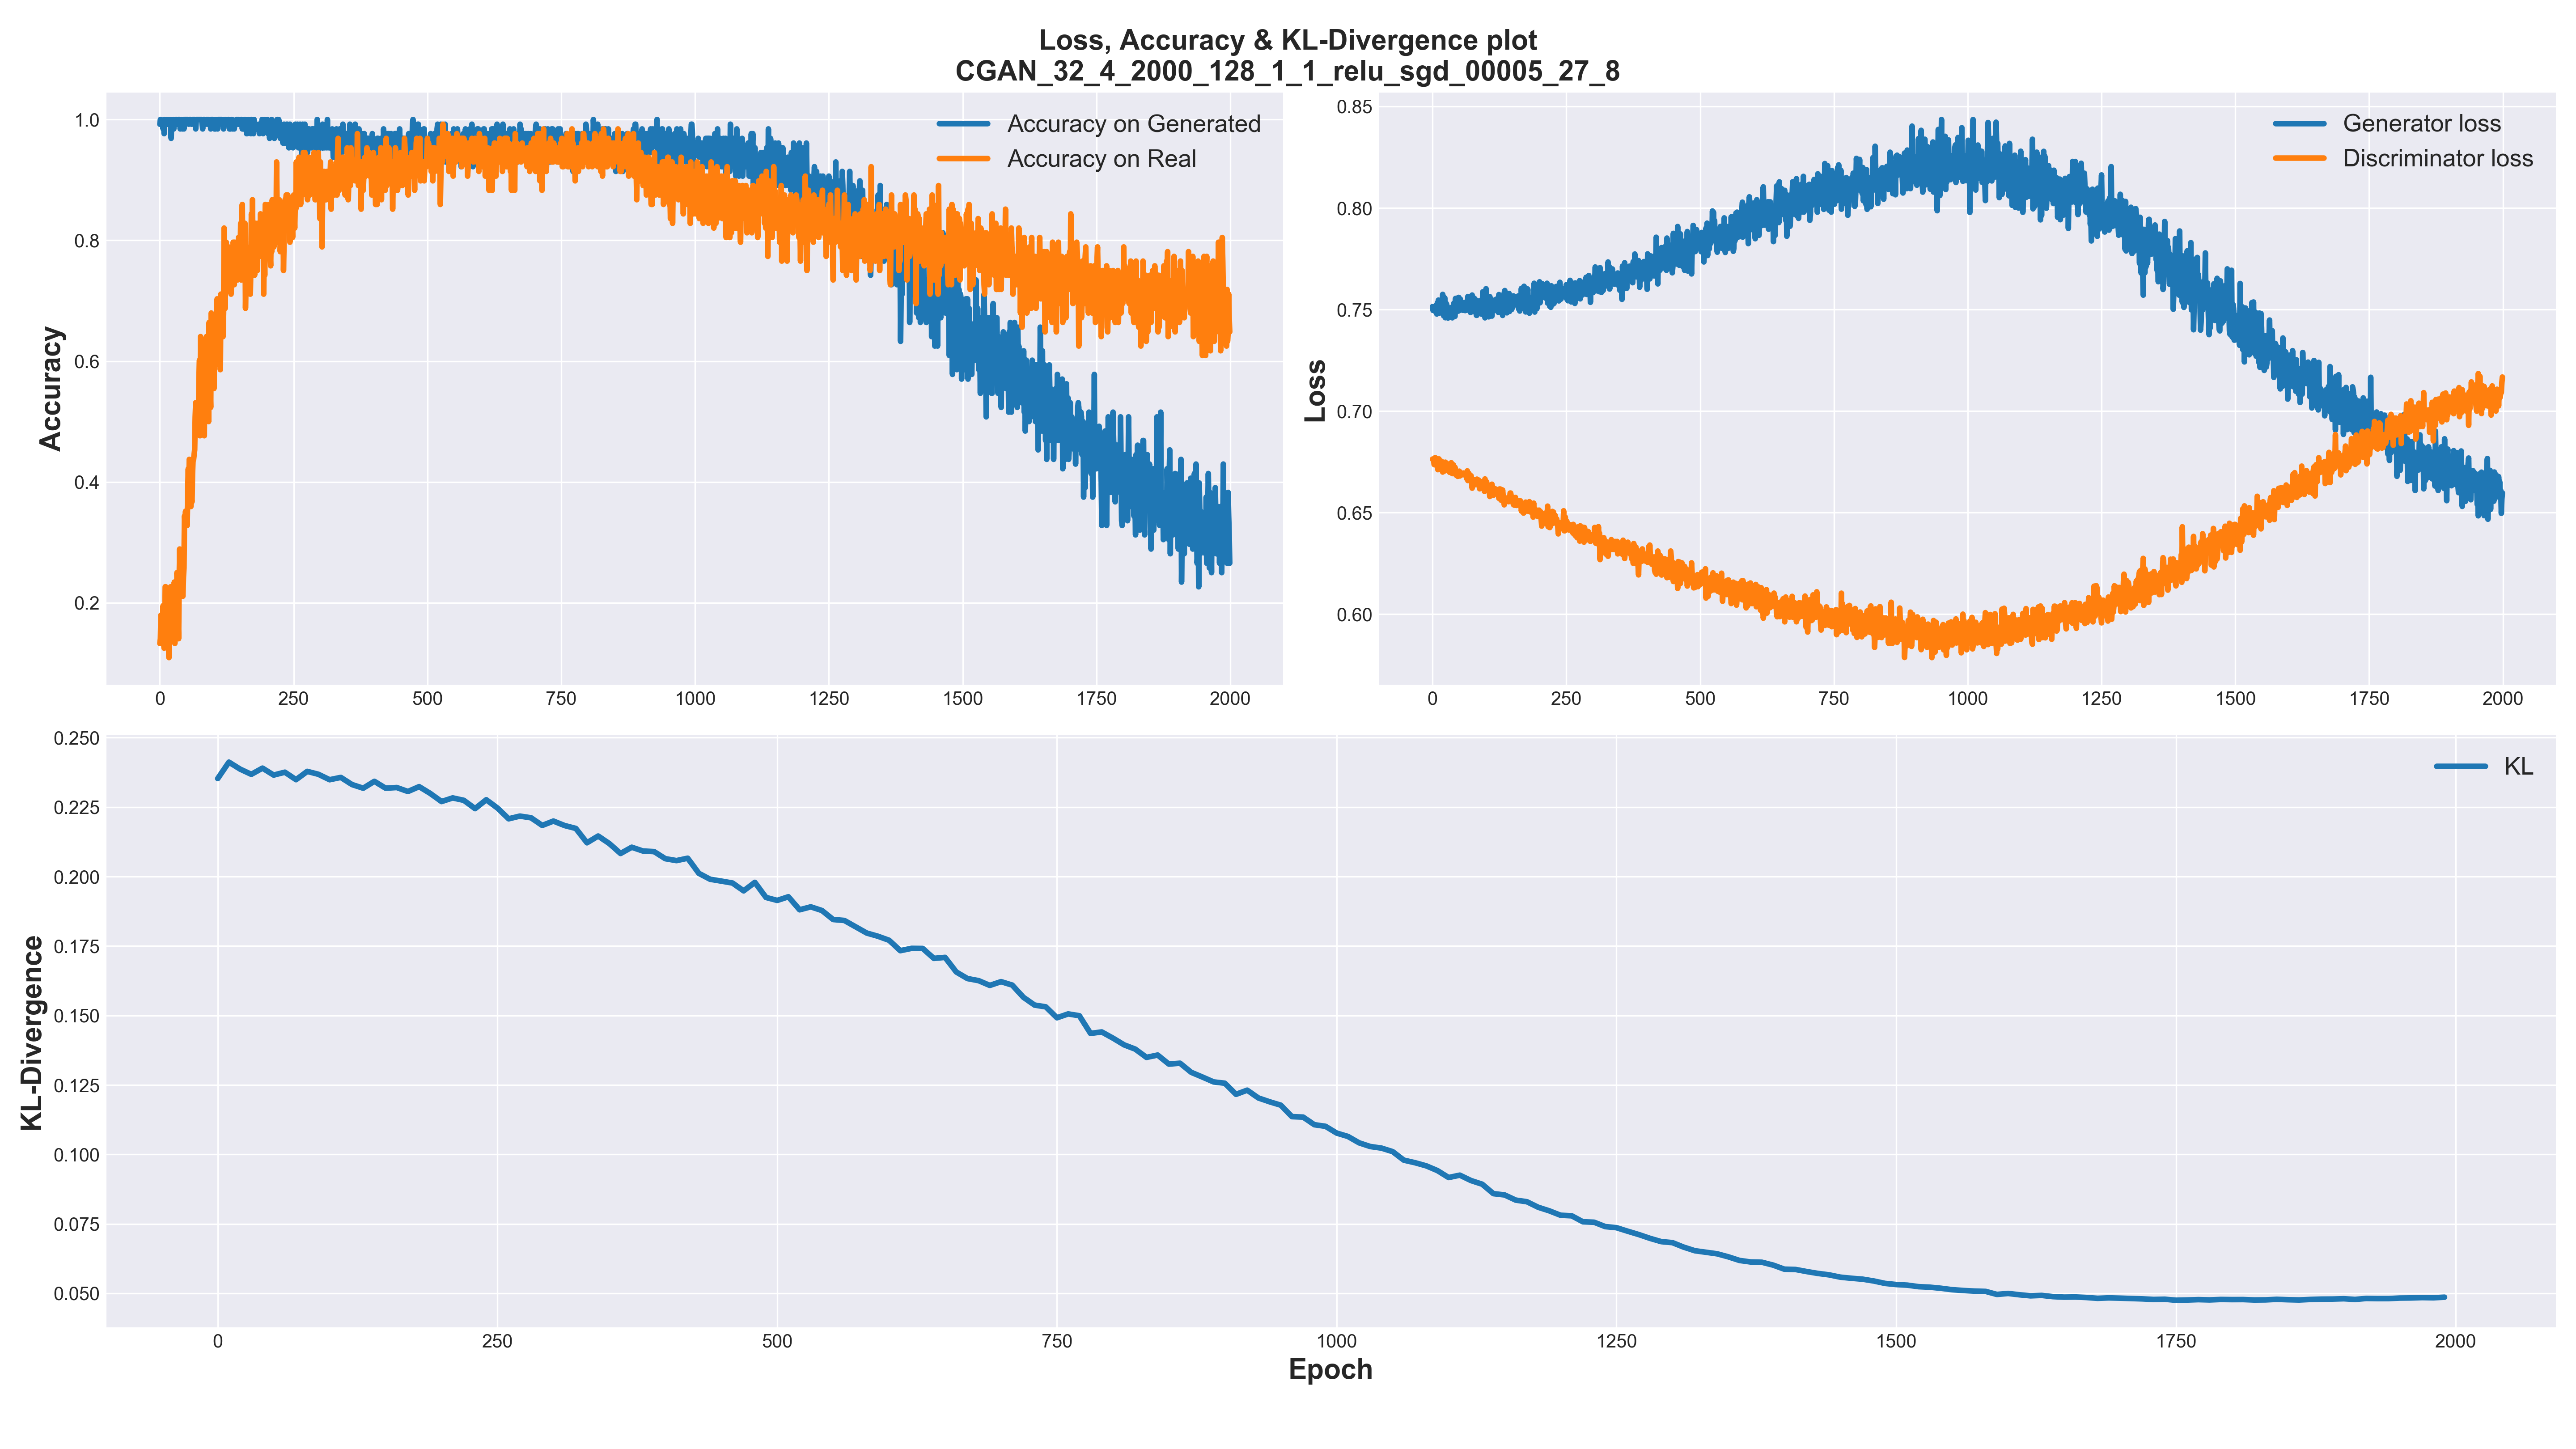 Loss, Accuracy & KL-Divergence plot
CGAN_32_4_2000_128_1_1_relu_sgd_00005_27_8
Accuracy
1.0
0.8
0.6
0.4
0.2
Accuracy on Generated
Accuracy on Real
0 250 500 750 1000 1250 1500 1750 2000
Loss
0.85
0.80
0.75
0.70
0.65
0.60
Generator loss
Discriminator loss
0 250 500 750 1000 1250 1500 1750 2000
KL-Divergence
0.250
0.225
0.200
0.175
0.150
0.125
0.100
0.075
0.050
KL
0 250 500 750 1000 1250 1500 1750 2000
Epoch